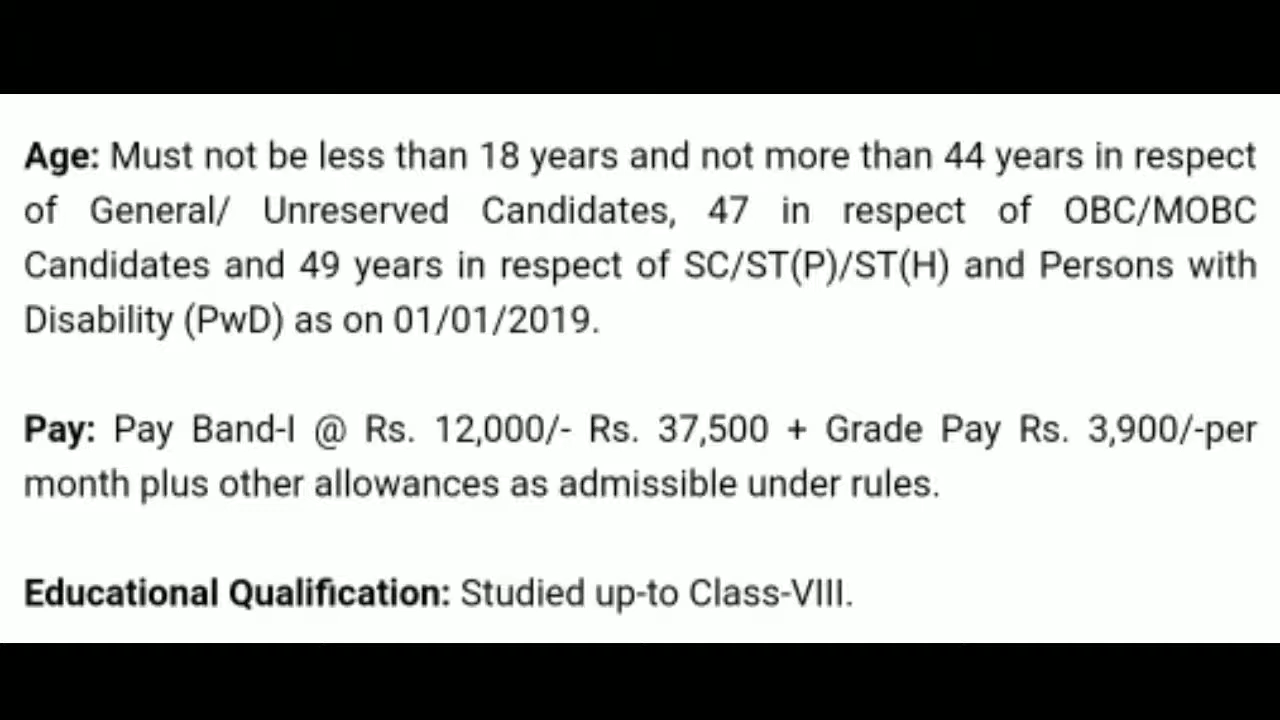 Age: Must not be less than 18 years and not more than 44 years in respect
of General/ Unreserved Candidates, 47 in respect of OBC/MOBC
Candidates and 49 years in respect of SC/ST(P)/ST(H) and Persons with
Disability (PwD) as on 01/01/2019.
Pay: Pay Band-I @ Rs. 12,000/- Rs. 37,500 + Grade Pay Rs. 3,900/-per
month plus other allowances as admissible under rules.
Educational Qualification: Studied up-to Class-VIII.